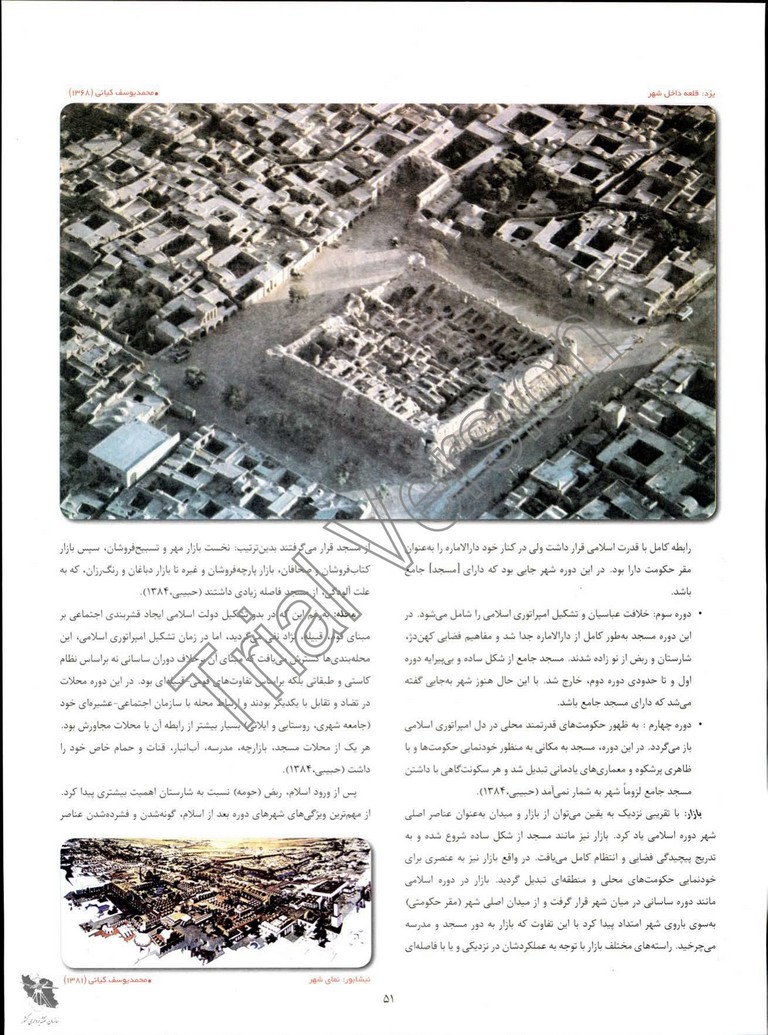 یزد: قلعه داخل شهر
•محمدیوسف کیانی (۱۳۶۸)
Trial Version
رابطه کامل با قدرت اسلامی قرار داشت ولی در کنار خود دارالاماره را به‌عنوان
مقر حکومت دارا بود. در این دوره شهر جایی بود که دارای [مسجد] جامع
باشد.
• دوره سوم: خلافت عباسیان و تشکیل امپراتوری اسلامی را شامل می‌شود. در
این دوره مسجد به‌طور کامل از دارالاماره جدا شد و مفاهیم فضایی کهن‌دژ،
شارستان و ربض از نو زاده شدند. مسجد جامع از شکل ساده و بی‌پیرایه دوره
اول و تا حدودی دوره دوم، خارج شد. با این حال هنوز شهر به‌جایی گفته
می‌شد که دارای مسجد جامع باشد.
• دوره چهارم : به ظهور حکومت‌های قدرتمند محلی در دل امپراتوری اسلامی
باز می‌گردد. در این دوره، مسجد به مکانی به منظور خودنمایی حکومت‌ها و با
ظاهری پرشکوه و معماری‌های یادمانی تبدیل شد و هر سکونت‌گاهی با داشتن
مسجد جامع لزوماً شهر به شمار نمی‌آمد (حبیبی،۱۳۸۴).
بازار: با تقریبی نزدیک به یقین می‌توان از بازار و میدان به‌عنوان عناصر اصلی
شهر دوره اسلامی یاد کرد. بازار نیز مانند مسجد از شکل ساده شروع شده و به
تدریج پیچیدگی فضایی و انتظام کامل می‌یافت. در واقع بازار نیز به عنصری برای
خودنمایی حکومت‌های محلی و منطقه‌ای تبدیل گردید. بازار در دوره اسلامی
مانند دوره ساسانی در میان شهر قرار گرفت و از میدان اصلی شهر (مقر حکومتی)
به‌سوی باروی شهر امتداد پیدا کرد با این تفاوت که بازار به دور مسجد و مدرسه
می‌چرخید. راسته‌های مختلف بازار با توجه به عملکردشان در نزدیکی و یا با فاصله‌ای
از مسجد قرار می‌گرفتند بدین‌ترتیب: نخست بازار مهر و تسبیح‌فروشان، سپس بازار
کتاب‌فروشان و صحافان، بازار پارچه‌فروشان و غیره تا بازار دباغان و رنگ‌رزان، که به
علت آلودگی، از مسجد فاصله زیادی داشتند (حبیبی،۱۳۸۴).
محله: به‌رغم این که در بدو تشکیل دولت اسلامی ایجاد قشربندی اجتماعی بر
مبنای قوم، قبیله، نژاد نفی می‌گردید، اما در زمان تشکیل امپراتوری اسلامی، این
محله‌بندی‌ها گسترش می‌یافت که مبنای آن برخلاف دوران ساسانی نه براساس نظام
کاستی و طبقاتی بلکه براساس تفاوت‌های قومی-قبیله‌ای بود. در این دوره محلات
در تضاد و تقابل با یکدیگر بودند و ارتباط محله با سازمان اجتماعی-عشیره‌ای خود
(جامعه شهری، روستایی و ایلاتی) بسیار بیشتر از رابطه آن با محلات مجاورش بود.
هر یک از محلات مسجد، بازارچه، مدرسه، آب‌انبار، قنات و حمام خاص خود را
داشت (حبیبی،۱۳۸۴).
پس از ورود اسلام، ربض (حومه) نسبت به شارستان اهمیت بیشتری پیدا کرد.
از مهم‌ترین ویژگی‌های شهرهای دوره بعد از اسلام، گونه‌شدن و فشرده‌شدن عناصر
نیشابور: نمای شهر
•محمدیوسف کیانی (۱۳۸۱)
۵۱
سازمان نقشه‌برداری کشور